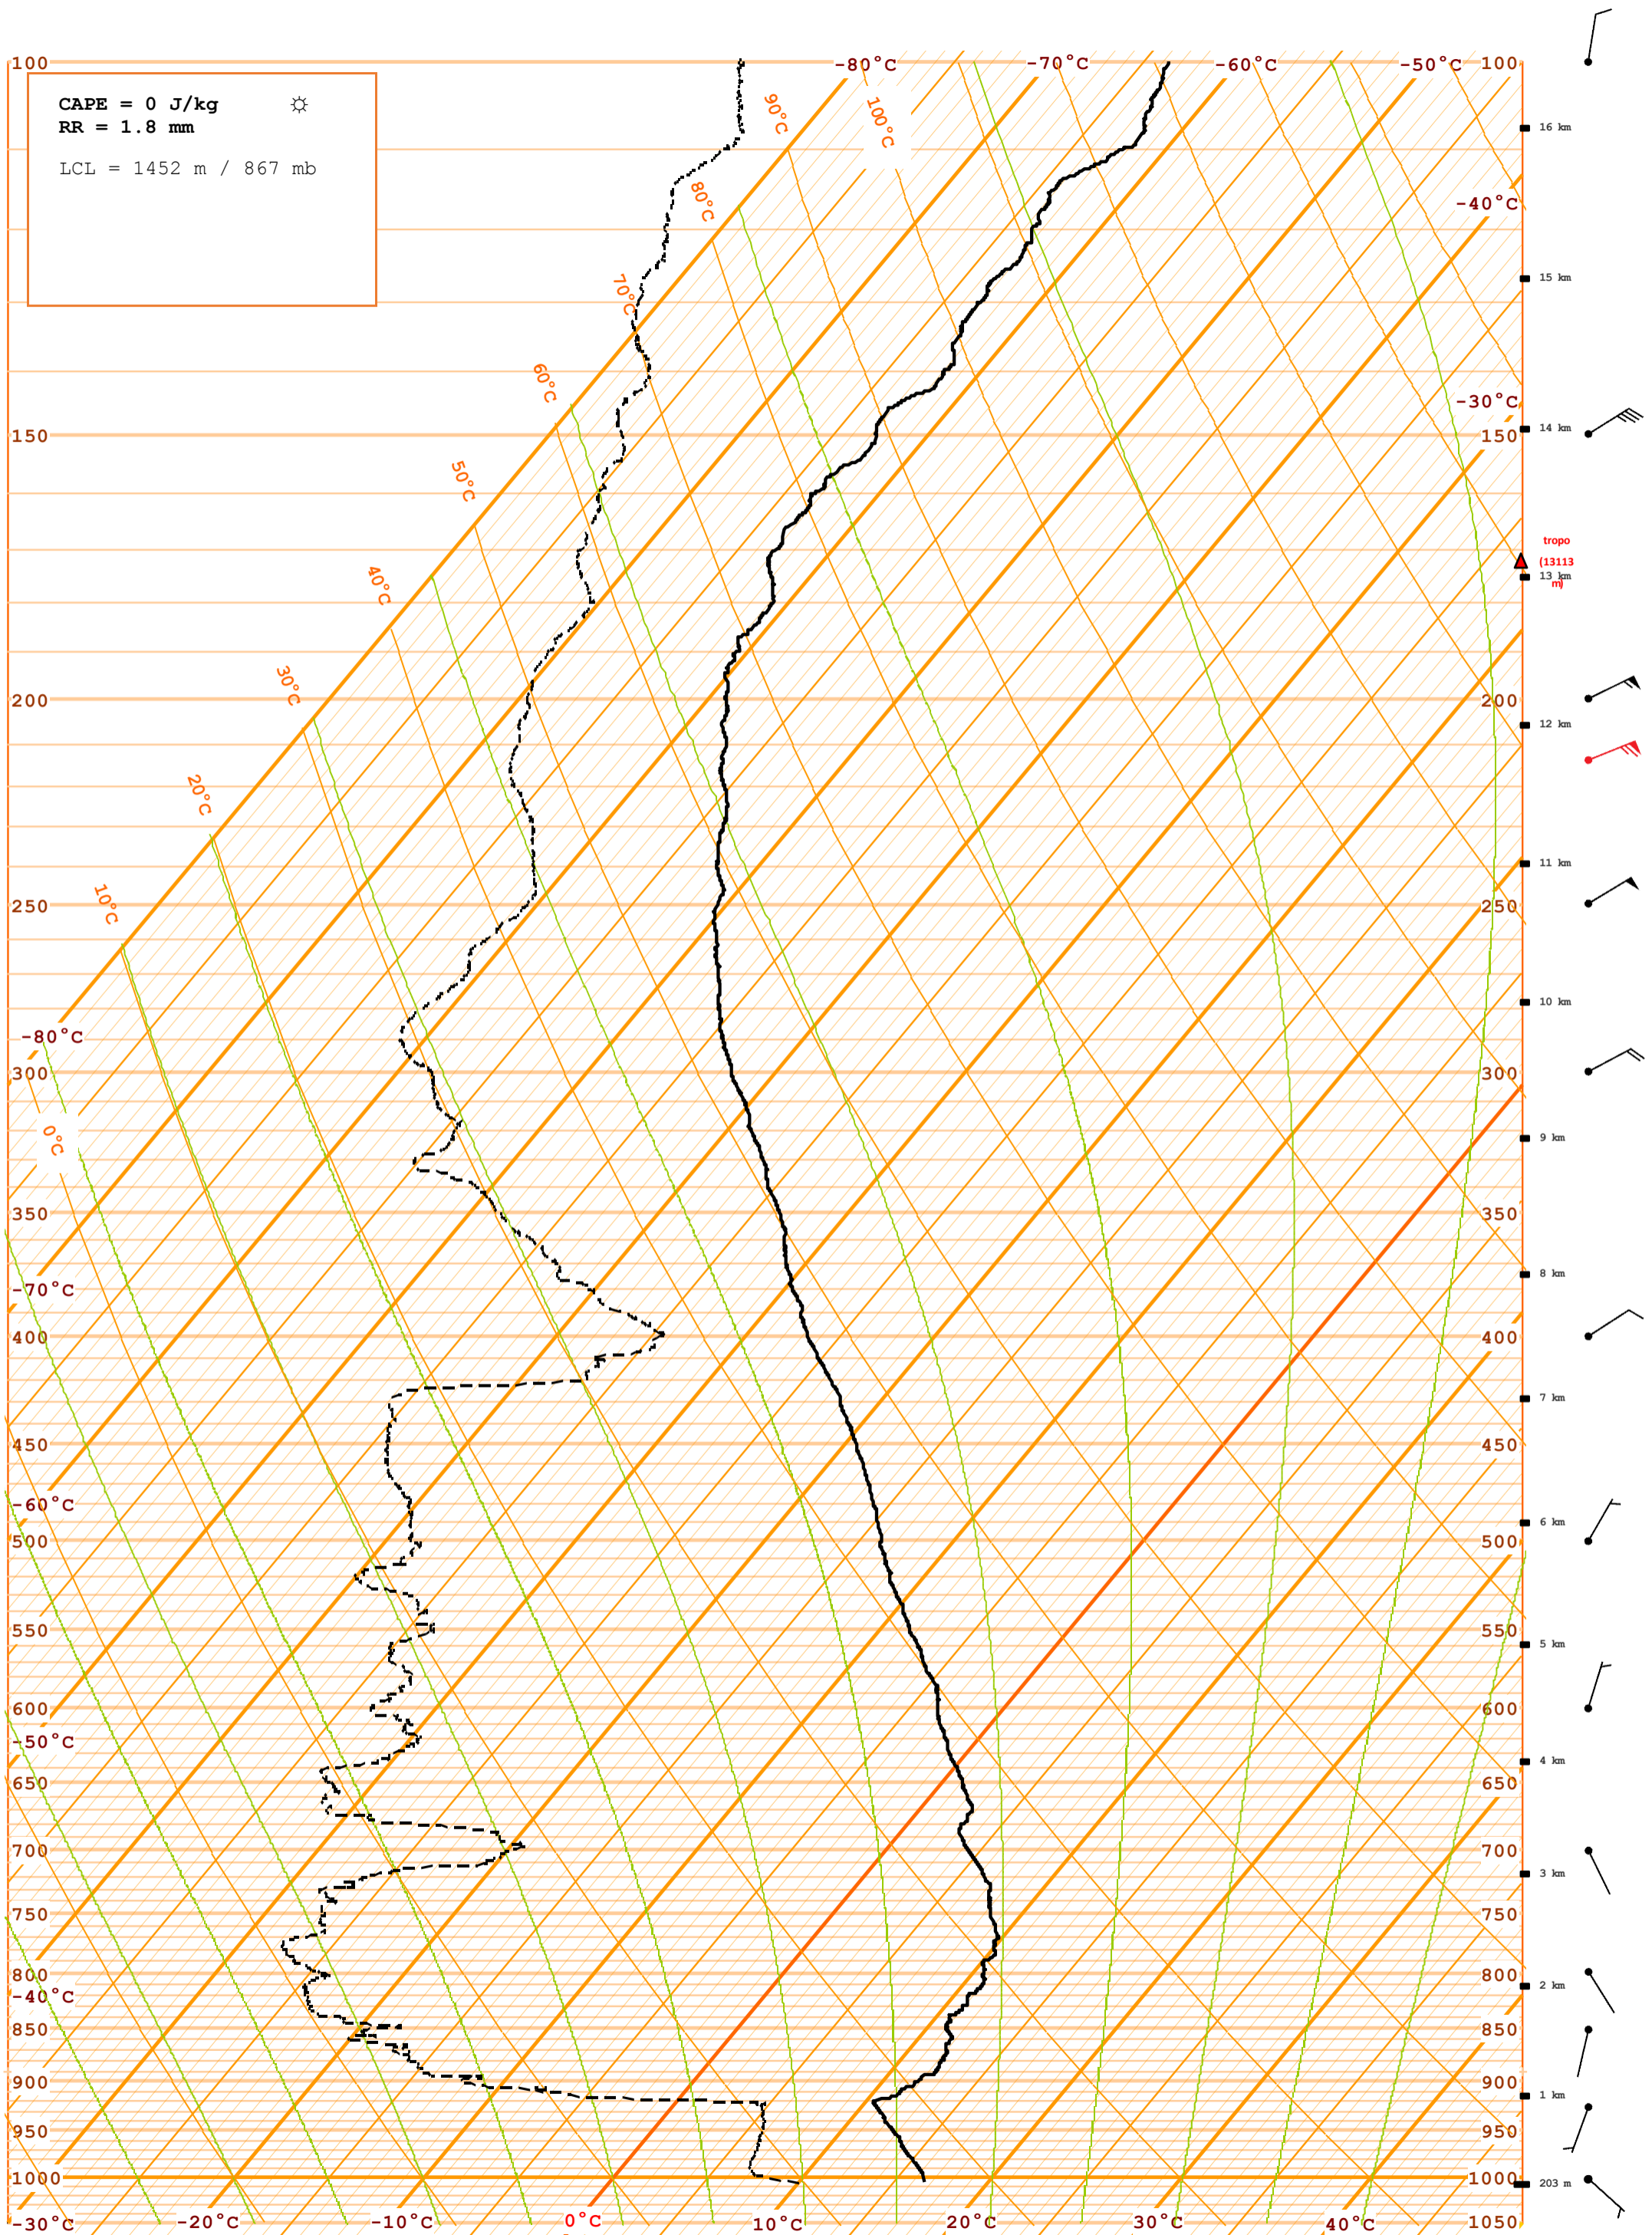 -80°C -70°C -60°C -50°C
100 100
CAPE = 0 J/kg ☼
RR = 1.8 mm
LCL = 1452 m / 867 mb
90°C 100°C
16 km
80°C
-40°C
70°C
15 km
60°C
-30°C
14 km
150 150
50°C
tropo
(13113
m)
13 km
40°C
30°C
200 200
12 km
20°C
11 km
10°C
250 250
10 km
-80°C
300 300
0°C
9 km
350 350
8 km
-70°C
400 400
7 km
450 450
-60°C
6 km
500 500
550 550
5 km
600 600
-50°C
4 km
650 650
700 700
3 km
750 750
800 800
2 km
-40°C
850 850
900 900
1 km
950 950
1000 1000
203 m
-30°C -20°C -10°C 0°C 10°C 20°C 30°C 40°C 1050